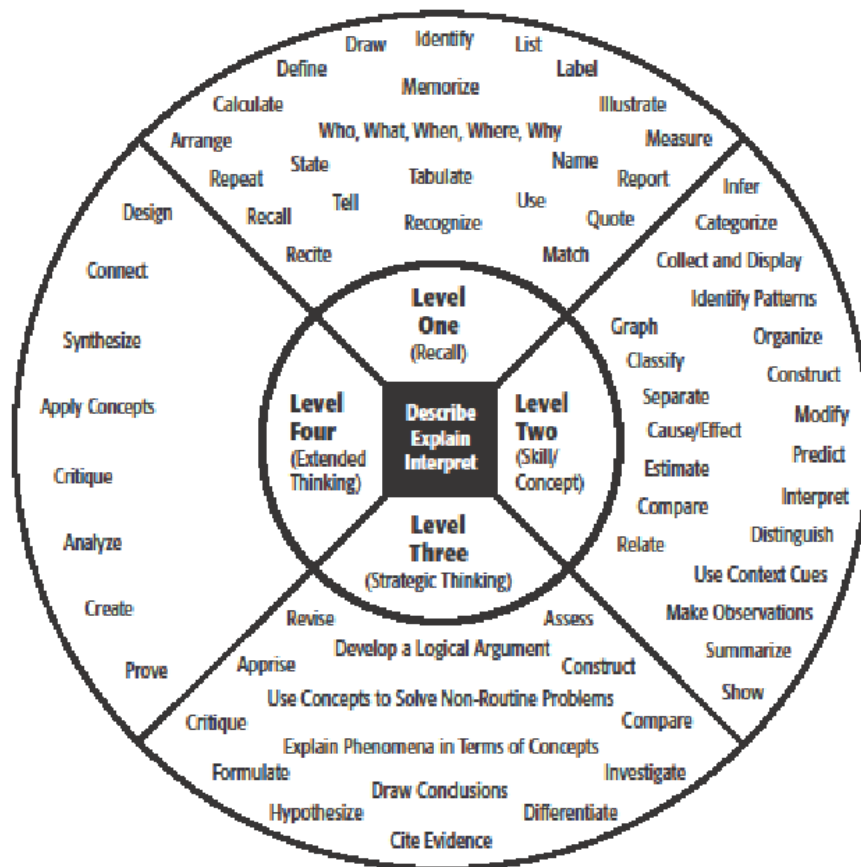 Draw Identify List
Define Memorize Label
Calculate Illustrate
Arrange Who, What, When, Where, Why Measure
Repeat State Tabulate Name Report
Recall Tell Recognize Use Quote
Recite Match
Level
One
(Recall)
Infer
Categorize
Collect and Display
Identify Patterns
Graph Organize
Classify Construct
Separate Modify
Cause/Effect Predict
Estimate Interpret
Compare Distinguish
Relate Use Context Cues
Make Observations
Summarize
Show
Level
Two
(Skill/
Concept)
Describe
Explain
Interpret
Level
Three
(Strategic Thinking)
Revise Assess
Develop a Logical Argument
Apprise Construct
Use Concepts to Solve Non-Routine Problems
Critique Compare
Explain Phenomena in Terms of Concepts
Formulate Investigate
Draw Conclusions
Hypothesize Differentiate
Cite Evidence
Level
Four
(Extended
Thinking)
Design
Connect
Synthesize
Apply Concepts
Critique
Analyze
Create
Prove